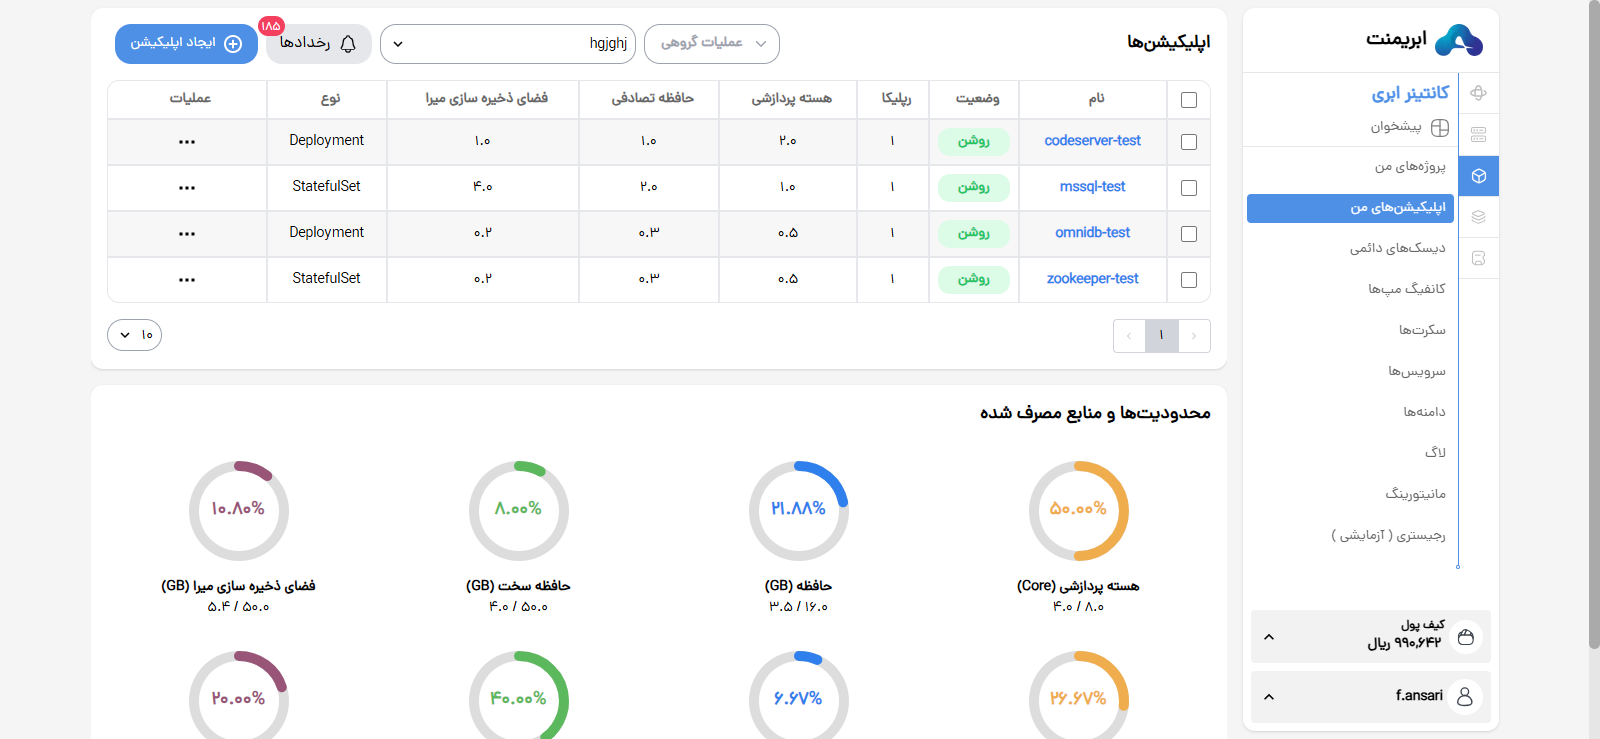 ابریمنت
کانتینر ابری
پیشخوان
پروژه‌های من
اپلیکیشن‌های من
دیسک‌های دائمی
کانفیگ مپ‌ها
سکرت‌ها
سرویس‌ها
دامنه‌ها
لاگ
مانیتورینگ
رجیستری ( آزمایشی )
کیف پول
۹۹۰,۶۴۲ ریال
f.ansari
اپلیکیشن‌ها
عملیات گروهی
hgjghj
رخدادها
۱۸۵
ایجاد اپلیکیشن
نام وضعیت رپلیکا هسته پردازشی حافظه تصادفی فضای ذخیره سازی میرا نوع عملیات
codeserver-test روشن ۱ ۲.۰ ۱.۰ ۱.۰ Deployment ...
mssql-test روشن ۱ ۱.۰ ۲.۰ ۴.۰ StatefulSet ...
omnidb-test روشن ۱ ۰.۵ ۰.۳ ۰.۲ Deployment ...
zookeeper-test روشن ۱ ۰.۵ ۰.۳ ۰.۲ StatefulSet ...
۱
۱۰
محدودیت‌ها و منابع مصرف شده
۵۰.۰۰%
هسته پردازشی (Core)
۴.۰ / ۸.۰
۲۱.۸۸%
حافظه (GB)
۳.۵ / ۱۶.۰
۸.۰۰%
حافظه سخت (GB)
۴.۰ / ۵۰.۰
۱۰.۸۰%
فضای ذخیره سازی میرا (GB)
۵.۴ / ۵۰.۰
۲۶.۶۷%
۶.۶۷%
۴۰.۰۰%
۲۰.۰۰%